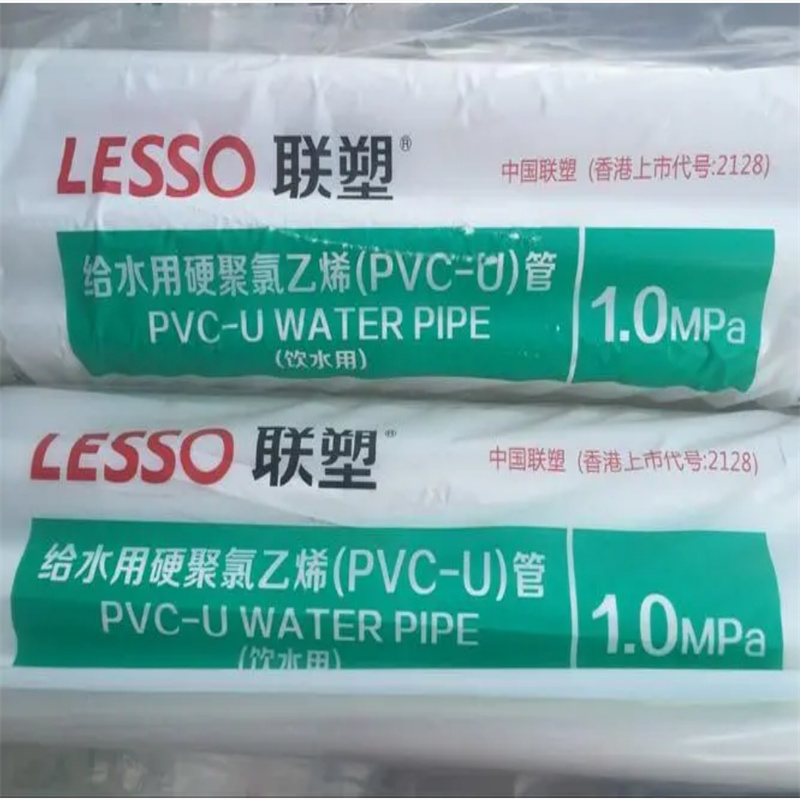 LESSO 联塑®
中国联塑 (香港上市代号:2128)
给水用硬聚氯乙烯(PVC-U)管
PVC-U WATER PIPE
(饮水用)
1.0MPa
LESSO 联塑®
中国联塑 (香港上市代号:2128)
给水用硬聚氯乙烯(PVC-U)管
PVC-U WATER PIPE
(饮水用)
1.0MPa